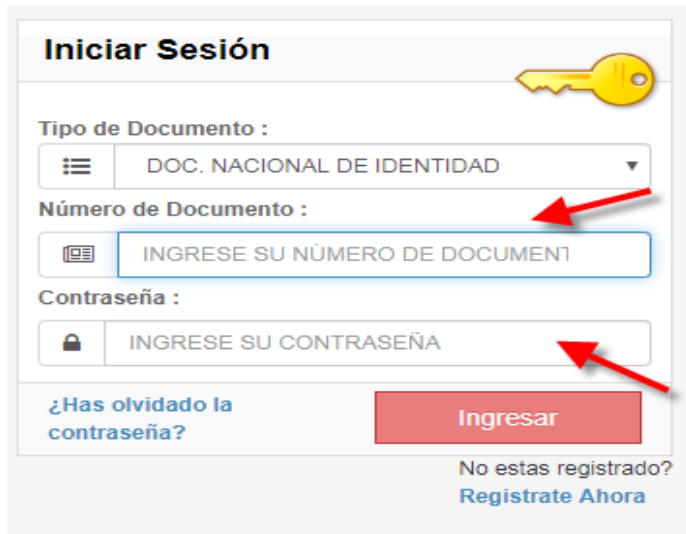 Iniciar Sesión
Tipo de Documento :
DOC. NACIONAL DE IDENTIDAD
Número de Documento :
INGRESE SU NÚMERO DE DOCUMENT
Contraseña :
INGRESE SU CONTRASEÑA
¿Has olvidado la
contraseña?
Ingresar
No estas registrado?
Registrate Ahora